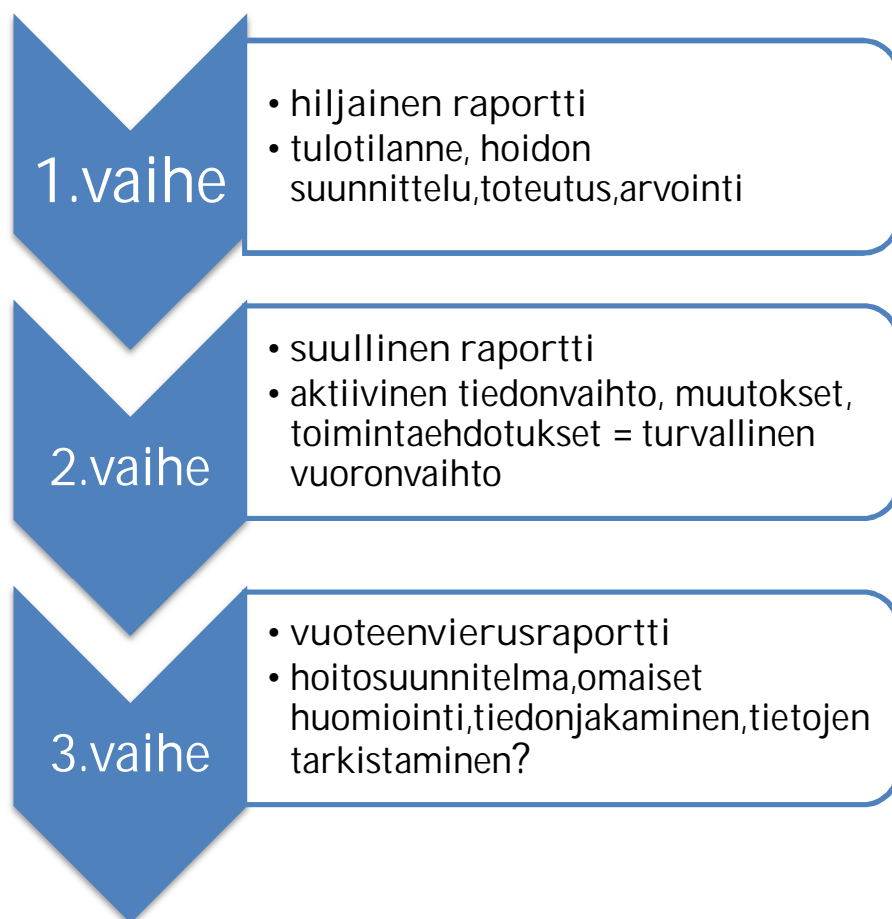 1.vaihe
• hiljainen raportti
• tulotilanne, hoidon
suunnittelu,toteutus,arvointi
2.vaihe
• suullinen raportti
• aktiivinen tiedonvaihto, muutokset,
toimintaehdotukset = turvallinen
vuoronvaihto
3.vaihe
• vuoteenvierusraportti
• hoitosuunnitelma,omaiset
huomiointi,tiedonjakaminen,tietojen
tarkistaminen?